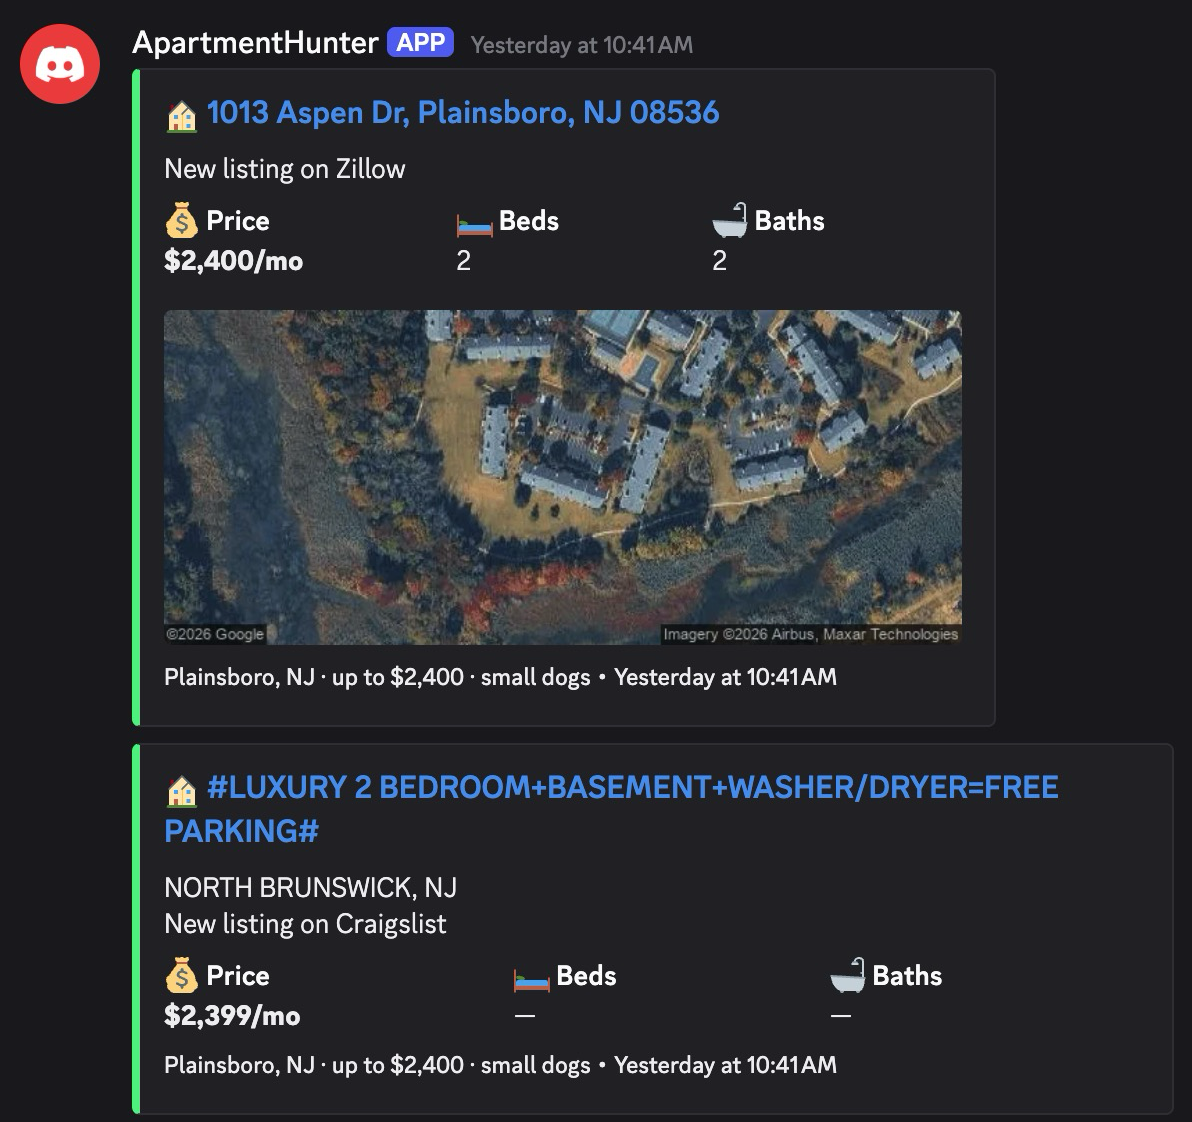 ApartmentHunter APP Yesterday at 10:41 AM
1013 Aspen Dr, Plainsboro, NJ 08536
New listing on Zillow
Price Beds Baths
$2,400/mo 2 2
©2026 Google Imagery ©2026 Airbus, Maxar Technologies
Plainsboro, NJ · up to $2,400 · small dogs • Yesterday at 10:41 AM
#LUXURY 2 BEDROOM+BASEMENT+WASHER/DRYER=FREE
PARKING#
NORTH BRUNSWICK, NJ
New listing on Craigslist
Price Beds Baths
$2,399/mo — —
Plainsboro, NJ · up to $2,400 · small dogs • Yesterday at 10:41 AM